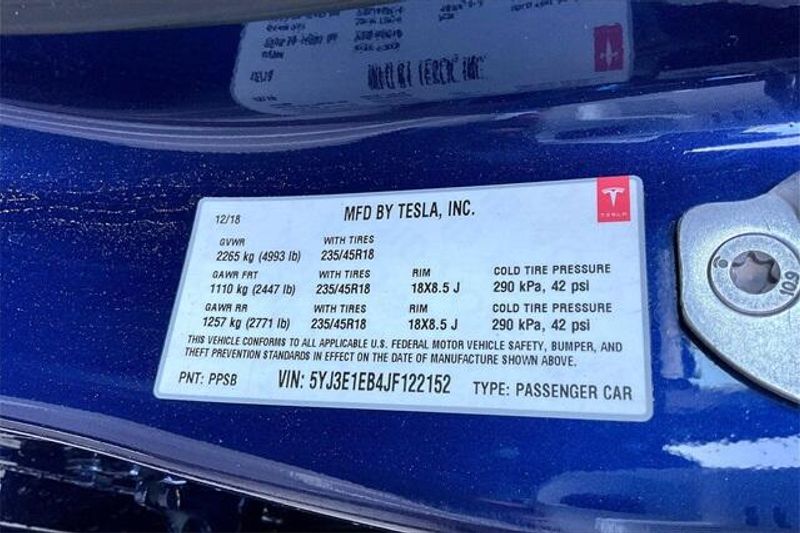 12/18 MFD BY TESLA, INC.
TESLA
GVWR WITH TIRES
2265 kg (4993 lb) 235/45R18
GAWR FRT WITH TIRES RIM COLD TIRE PRESSURE
1110 kg (2447 lb) 235/45R18 18X8.5 J 290 kPa, 42 psi
GAWR RR WITH TIRES RIM COLD TIRE PRESSURE
1257 kg (2771 lb) 235/45R18 18X8.5 J 290 kPa, 42 psi
THIS VEHICLE CONFORMS TO ALL APPLICABLE U.S. FEDERAL MOTOR VEHICLE SAFETY, BUMPER, AND
THEFT PREVENTION STANDARDS IN EFFECT ON THE DATE OF MANUFACTURE SHOWN ABOVE.
PNT: PPSB VIN: 5YJ3E1EB4JF122152 TYPE: PASSENGER CAR
10.9